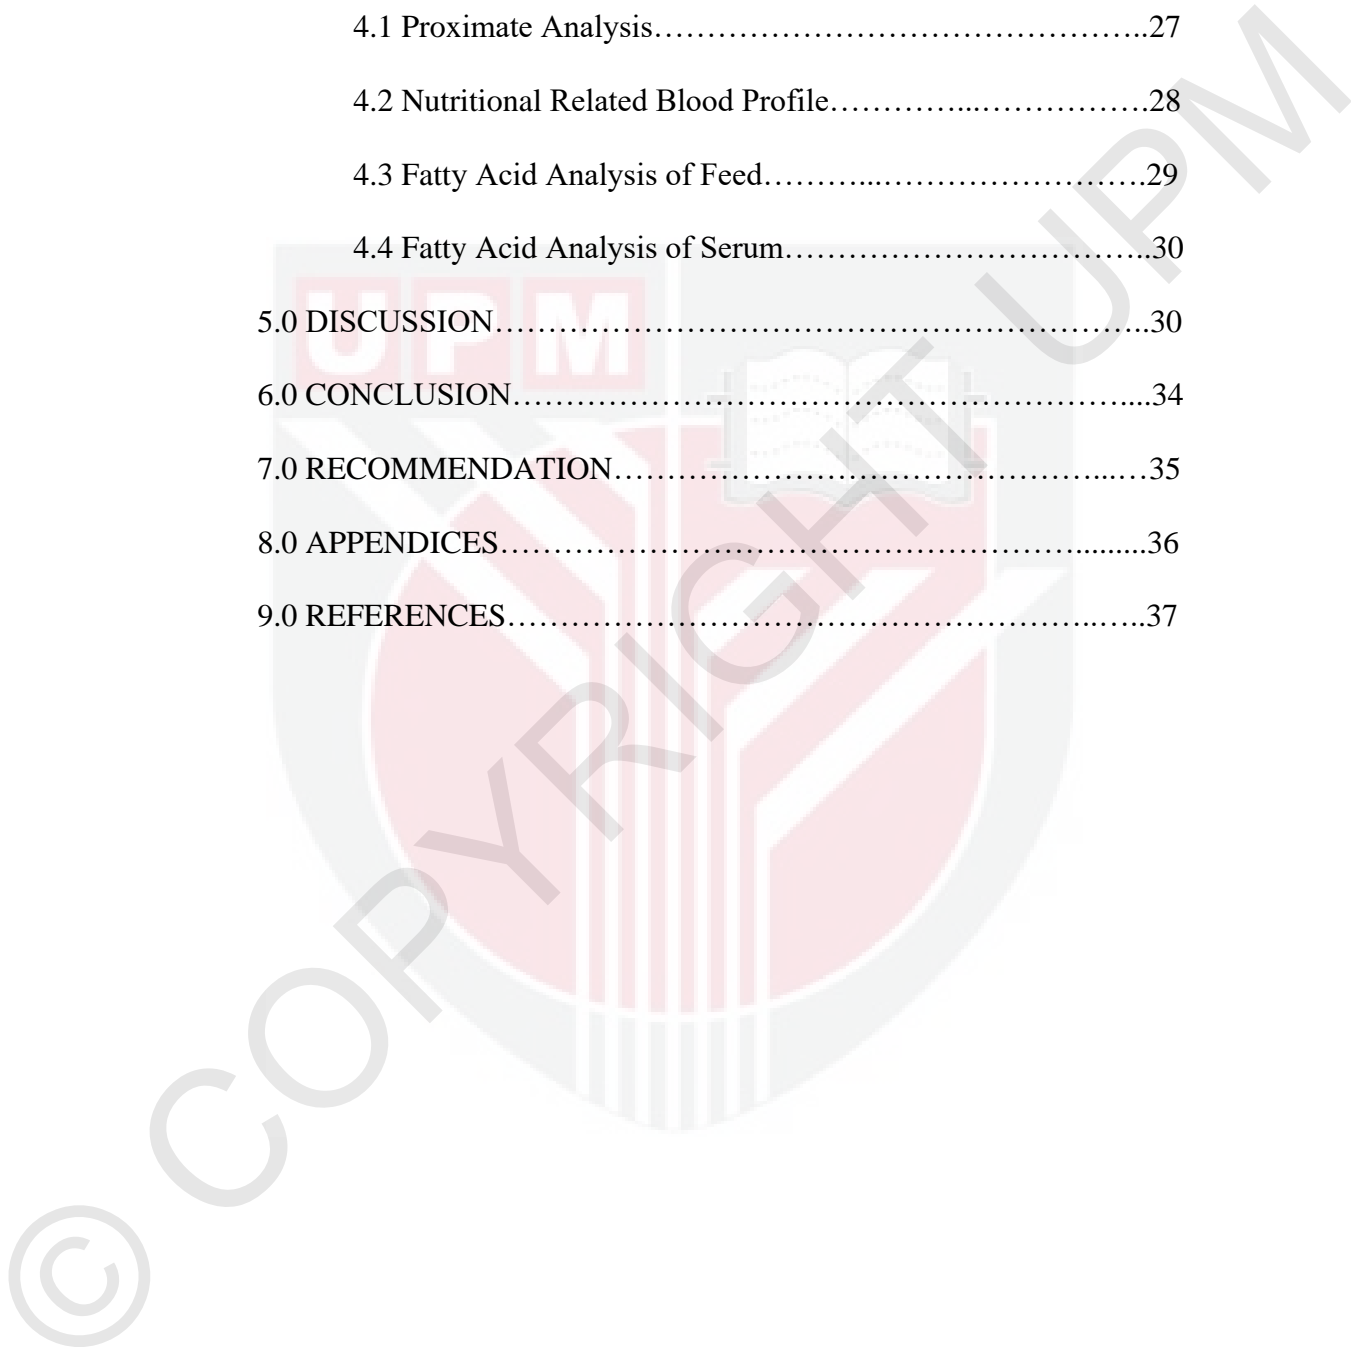 4.1 Proximate Analysis………………………………………..27
4.2 Nutritional Related Blood Profile…………...…………….28
4.3 Fatty Acid Analysis of Feed………...…………………….29
4.4 Fatty Acid Analysis of Serum……………………………..30
5.0 DISCUSSION……………………………………………………….30
6.0 CONCLUSION…………………………………………………....34
7.0 RECOMMENDATION………………………………………...…35
8.0 APPENDICES……………………………………………….........36
9.0 REFERENCES…………………………………………………..…..37
UPM
© COPYRIGHT UPM